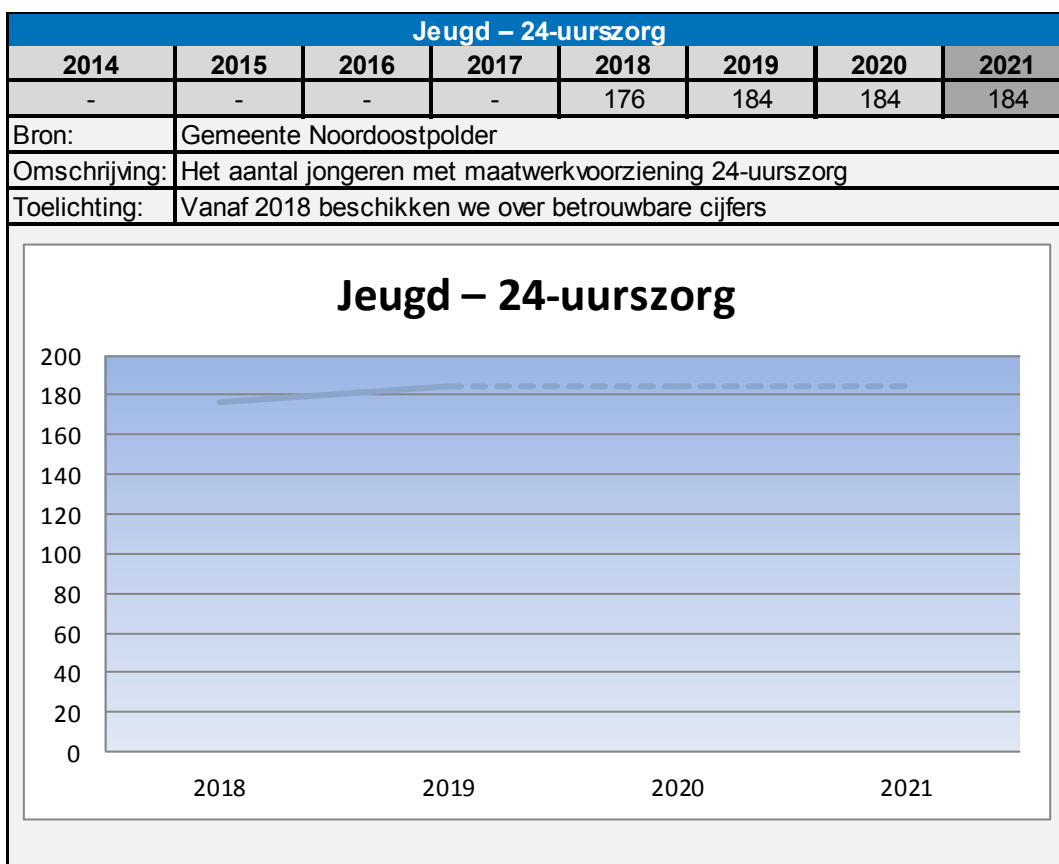 Jeugd – 24-uurszorg
2014 2015 2016 2017 2018 2019 2020 2021
- - - - 176 184 184 184
Bron: Gemeente Noordoostpolder
Omschrijving: Het aantal jongeren met maatwerkvoorziening 24-uurszorg
Toelichting: Vanaf 2018 beschikken we over betrouwbare cijfers
Jeugd – 24-uurszorg
200
180
160
140
120
100
80
60
40
20
0
2018 2019 2020 2021